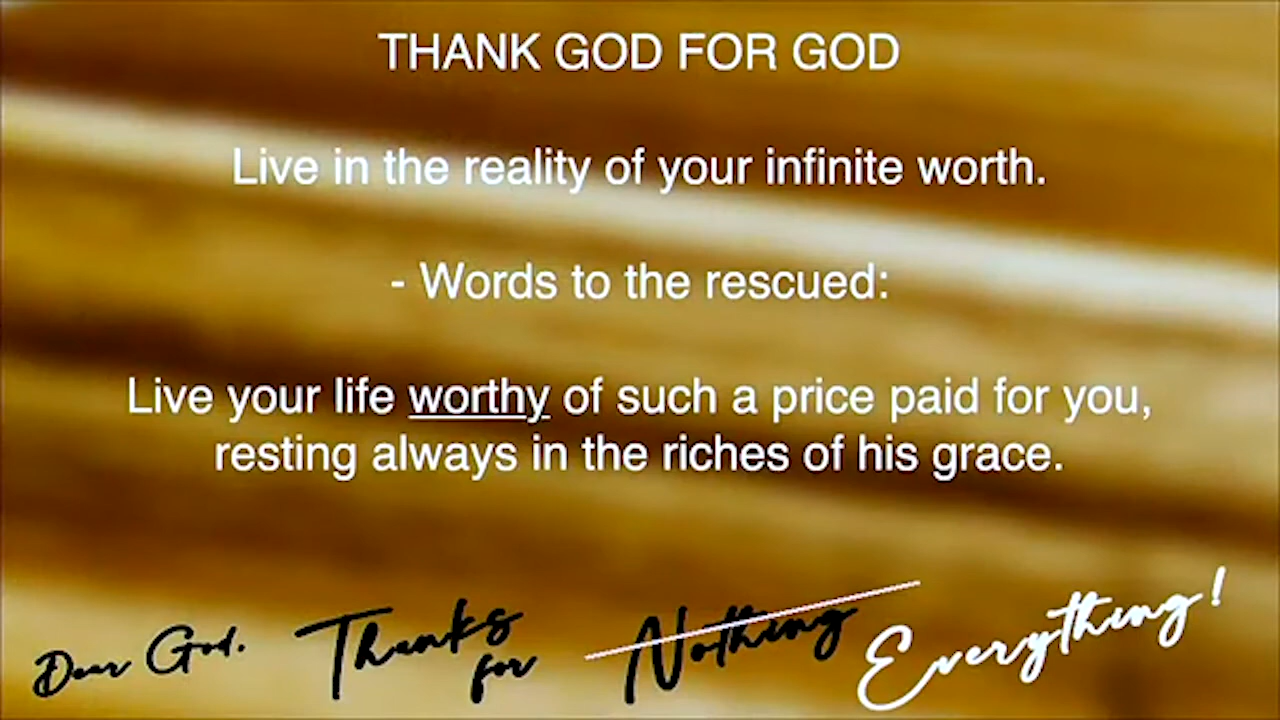 THANK GOD FOR GOD
Live in the reality of your infinite worth.
- Words to the rescued:
Live your life worthy of such a price paid for you,
resting always in the riches of his grace.
Dear God. Thanks for Nothing Everything!